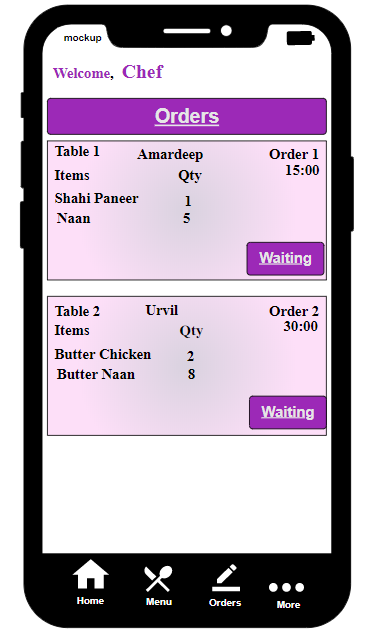 mockup
Welcome, Chef
Orders
Table 1 Amardeep Order 1
15:00
Items Qty
Shahi Paneer 1
Naan 5
Waiting
Table 2 Urvil Order 2
30:00
Items Qty
Butter Chicken 2
Butter Naan 8
Waiting
Home Menu Orders More